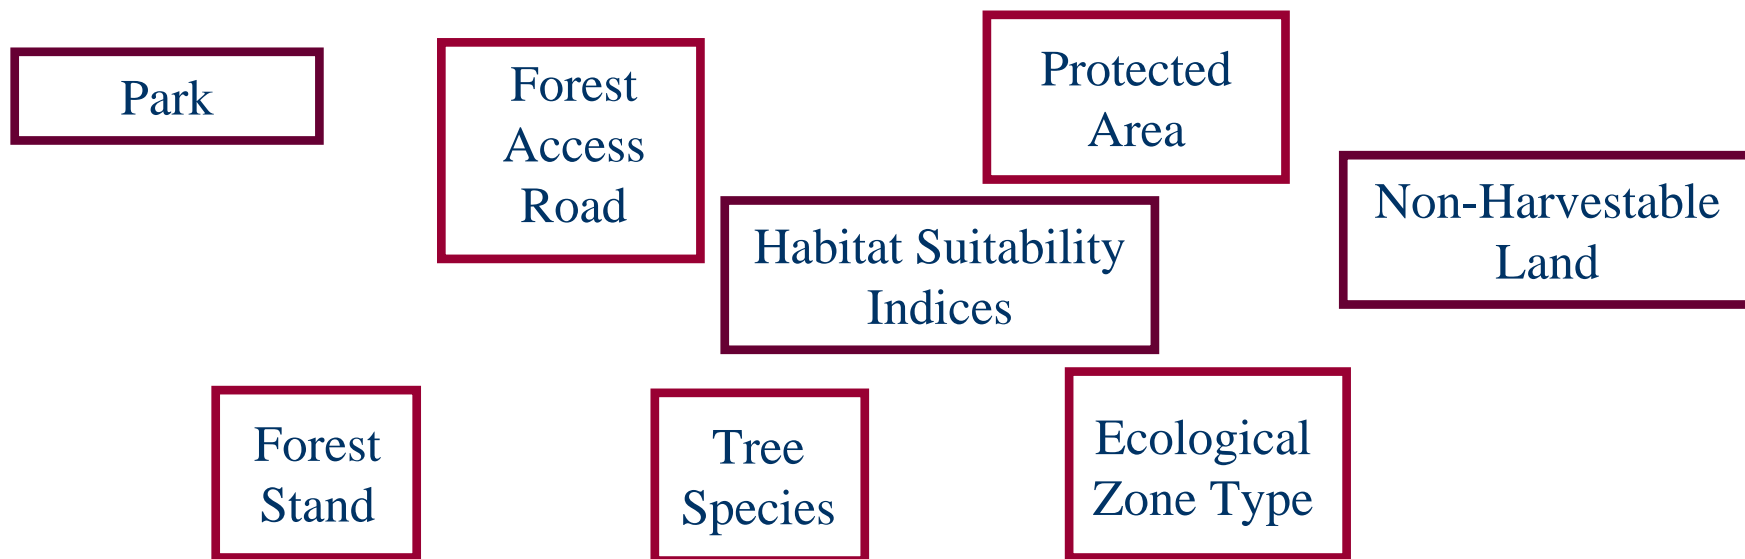 Park
Forest
Access
Road
Protected
Area
Non-Harvestable
Land
Habitat Suitability
Indices
Forest
Stand
Tree
Species
Ecological
Zone Type